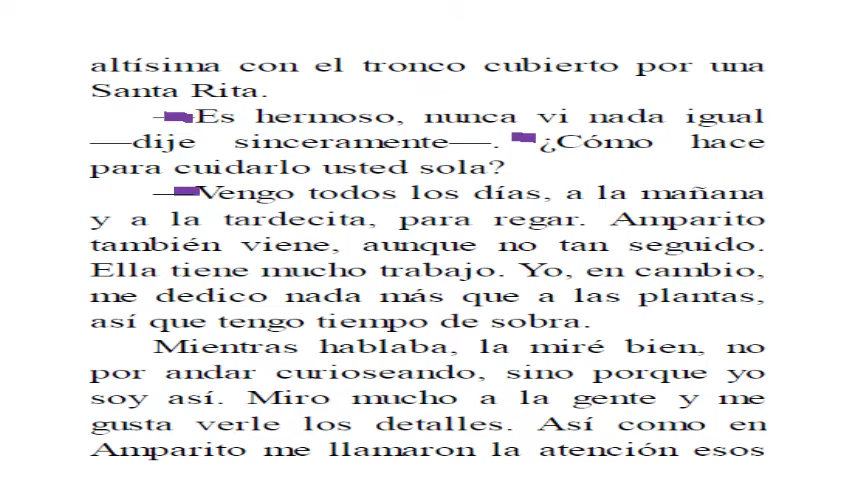 altísima con el tronco cubierto por una
Santa Rita.
—Es hermoso, nunca vi nada igual
—dije sinceramente—. ¿Cómo hace
para cuidarlo usted sola?
—Vengo todos los días, a la mañana
y a la tardecita, para regar. Amparito
también viene, aunque no tan seguido.
Ella tiene mucho trabajo. Yo, en cambio,
me dedico nada más que a las plantas,
así que tengo tiempo de sobra.
Mientras hablaba, la miré bien, no
por andar curioseando, sino porque yo
soy así. Miro mucho a la gente y me
gusta verle los detalles. Así como en
Amparito me llamaron la atención esos